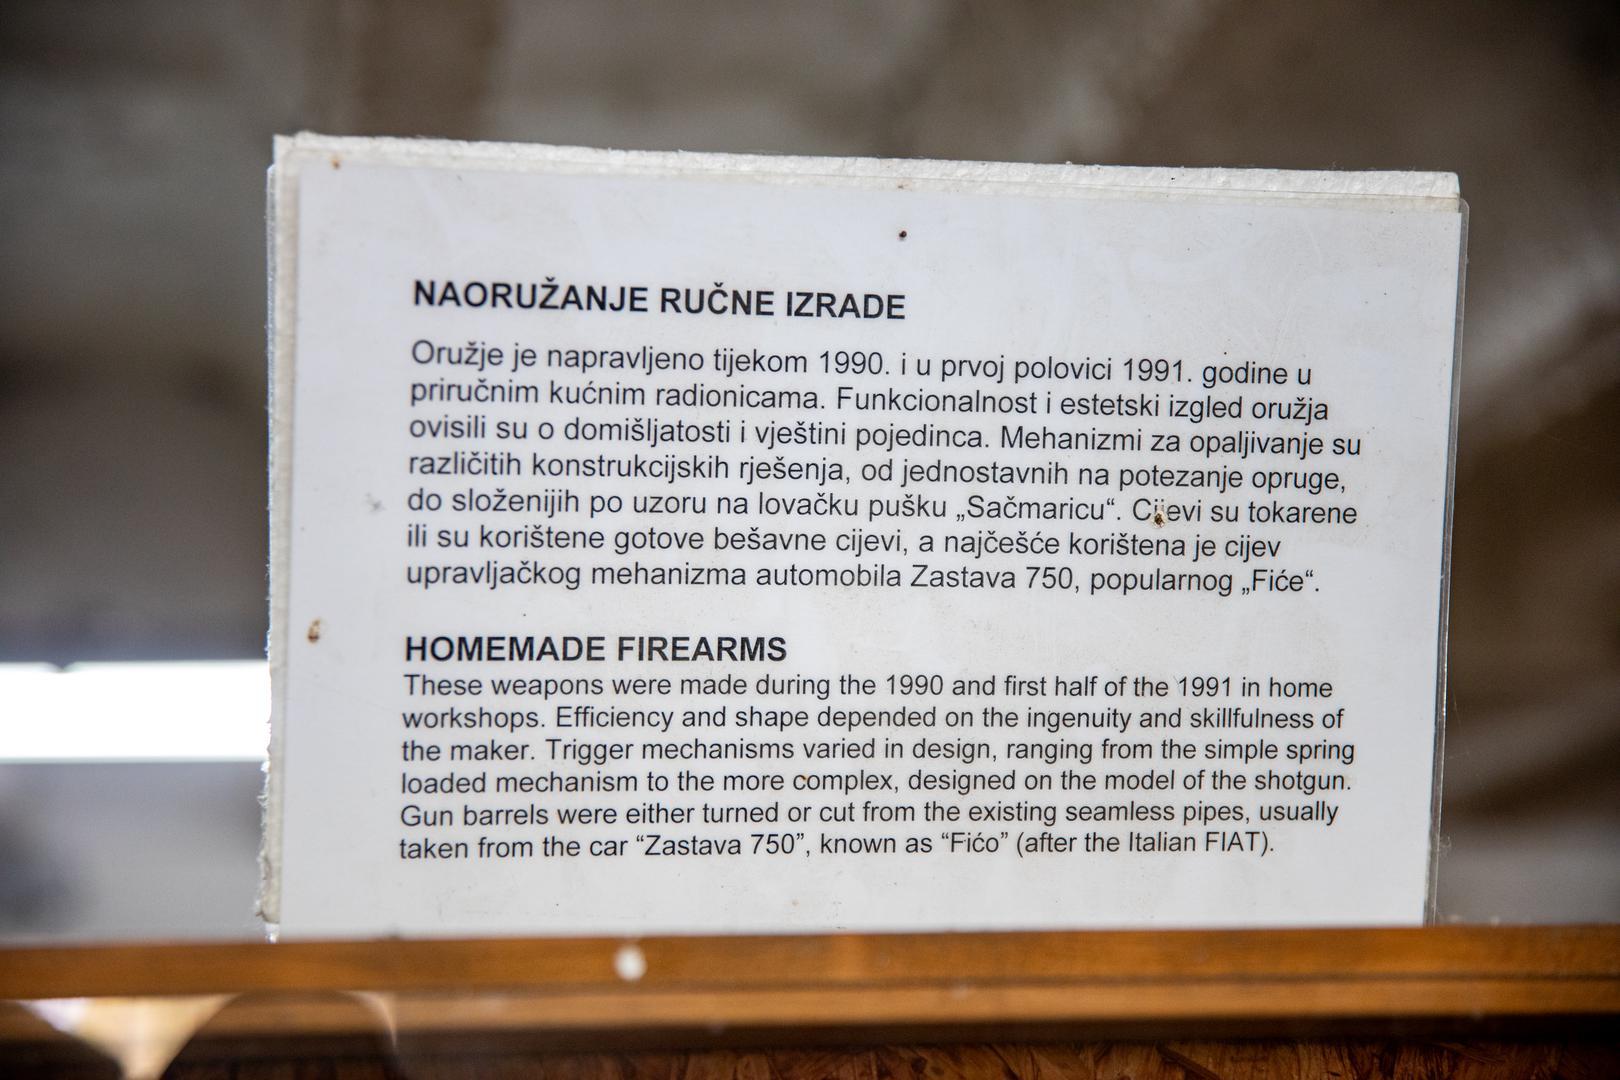 NAORUŽANJE RUČNE IZRADE
Oružje je napravljeno tijekom 1990. i u prvoj polovici 1991. godine u
priručnim kućnim radionicama. Funkcionalnost i estetski izgled oružja
ovisili su o domišljatosti i vještini pojedinca. Mehanizmi za opaljivanje su
različitih konstrukcijskih rješenja, od jednostavnih na potezanje opruge,
do složenijih po uzoru na lovačku pušku „Sačmaricu“. Cijevi su tokarene
ili su korištene gotove bešavne cijevi, a najčešće korištena je cijev
upravljačkog mehanizma automobila Zastava 750, popularnog „Fiće“.
HOMEMADE FIREARMS
These weapons were made during the 1990 and first half of the 1991 in home
workshops. Efficiency and shape depended on the ingenuity and skillfulness of
the maker. Trigger mechanisms varied in design, ranging from the simple spring
loaded mechanism to the more complex, designed on the model of the shotgun.
Gun barrels were either turned or cut from the existing seamless pipes, usually
taken from the car “Zastava 750”, known as “Fićo” (after the Italian FIAT).